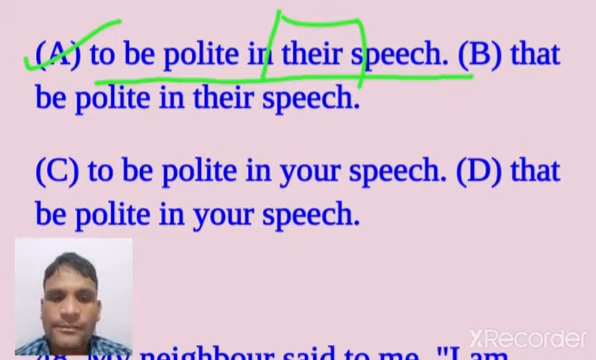 (A) to be polite in their speech. (B) that
be polite in their speech.
(C) to be polite in your speech. (D) that
be polite in your speech.
48. My neighbour said to me, "I am
XRecorder